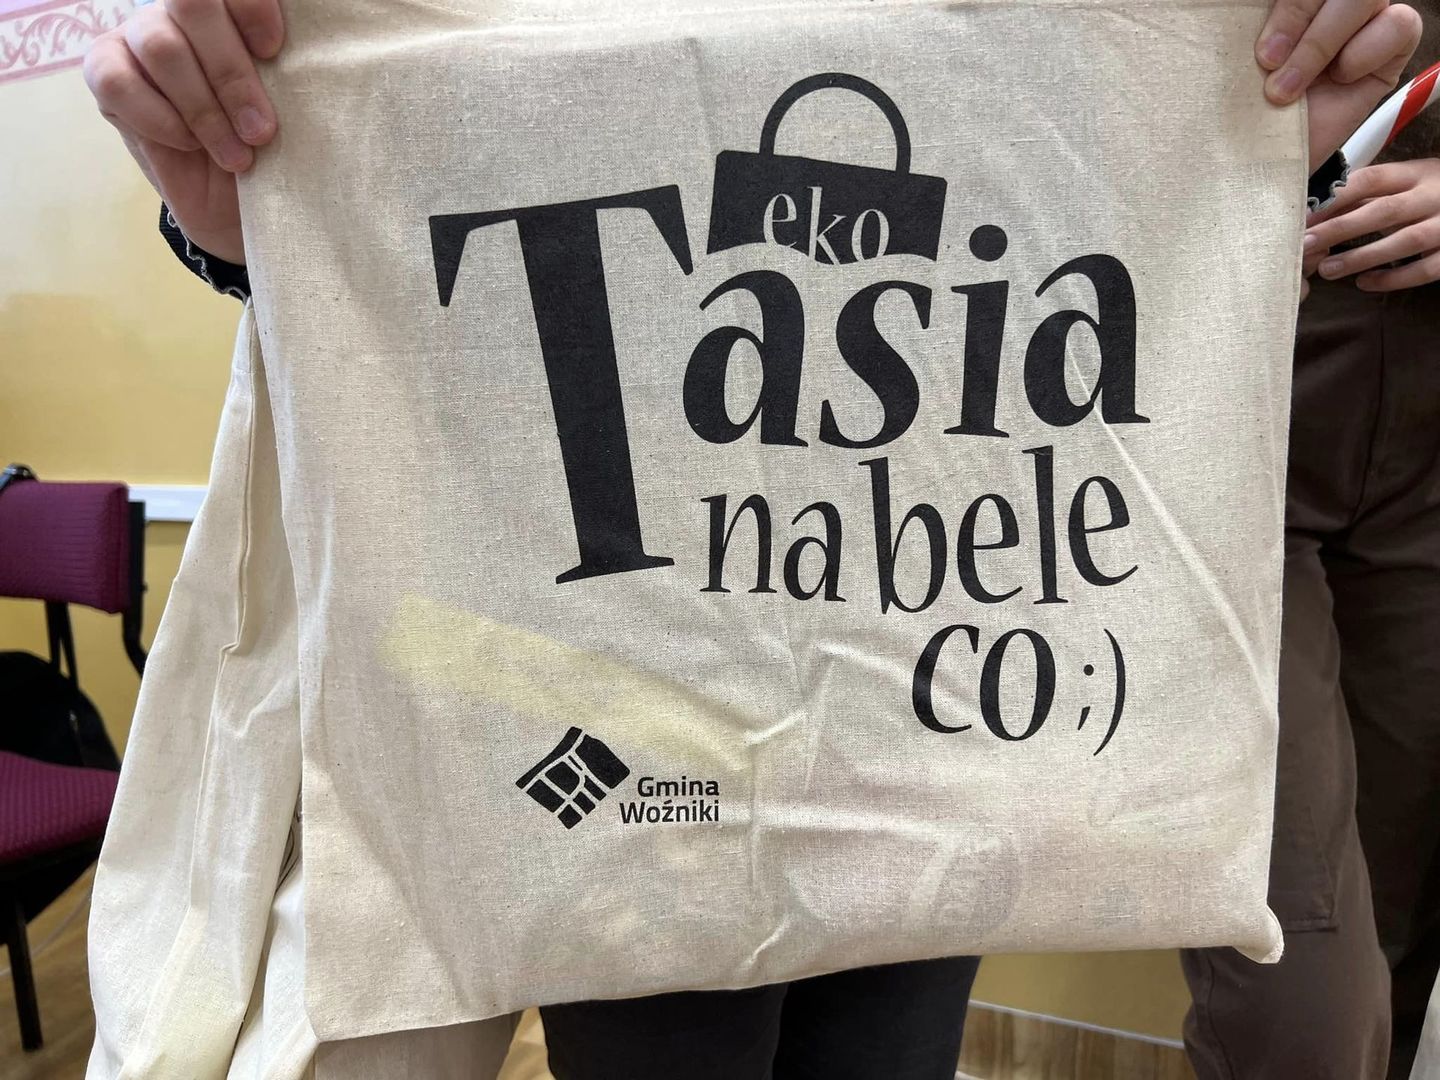 eko
Tasia
na bele
co ;)
Gmina
Woźniki